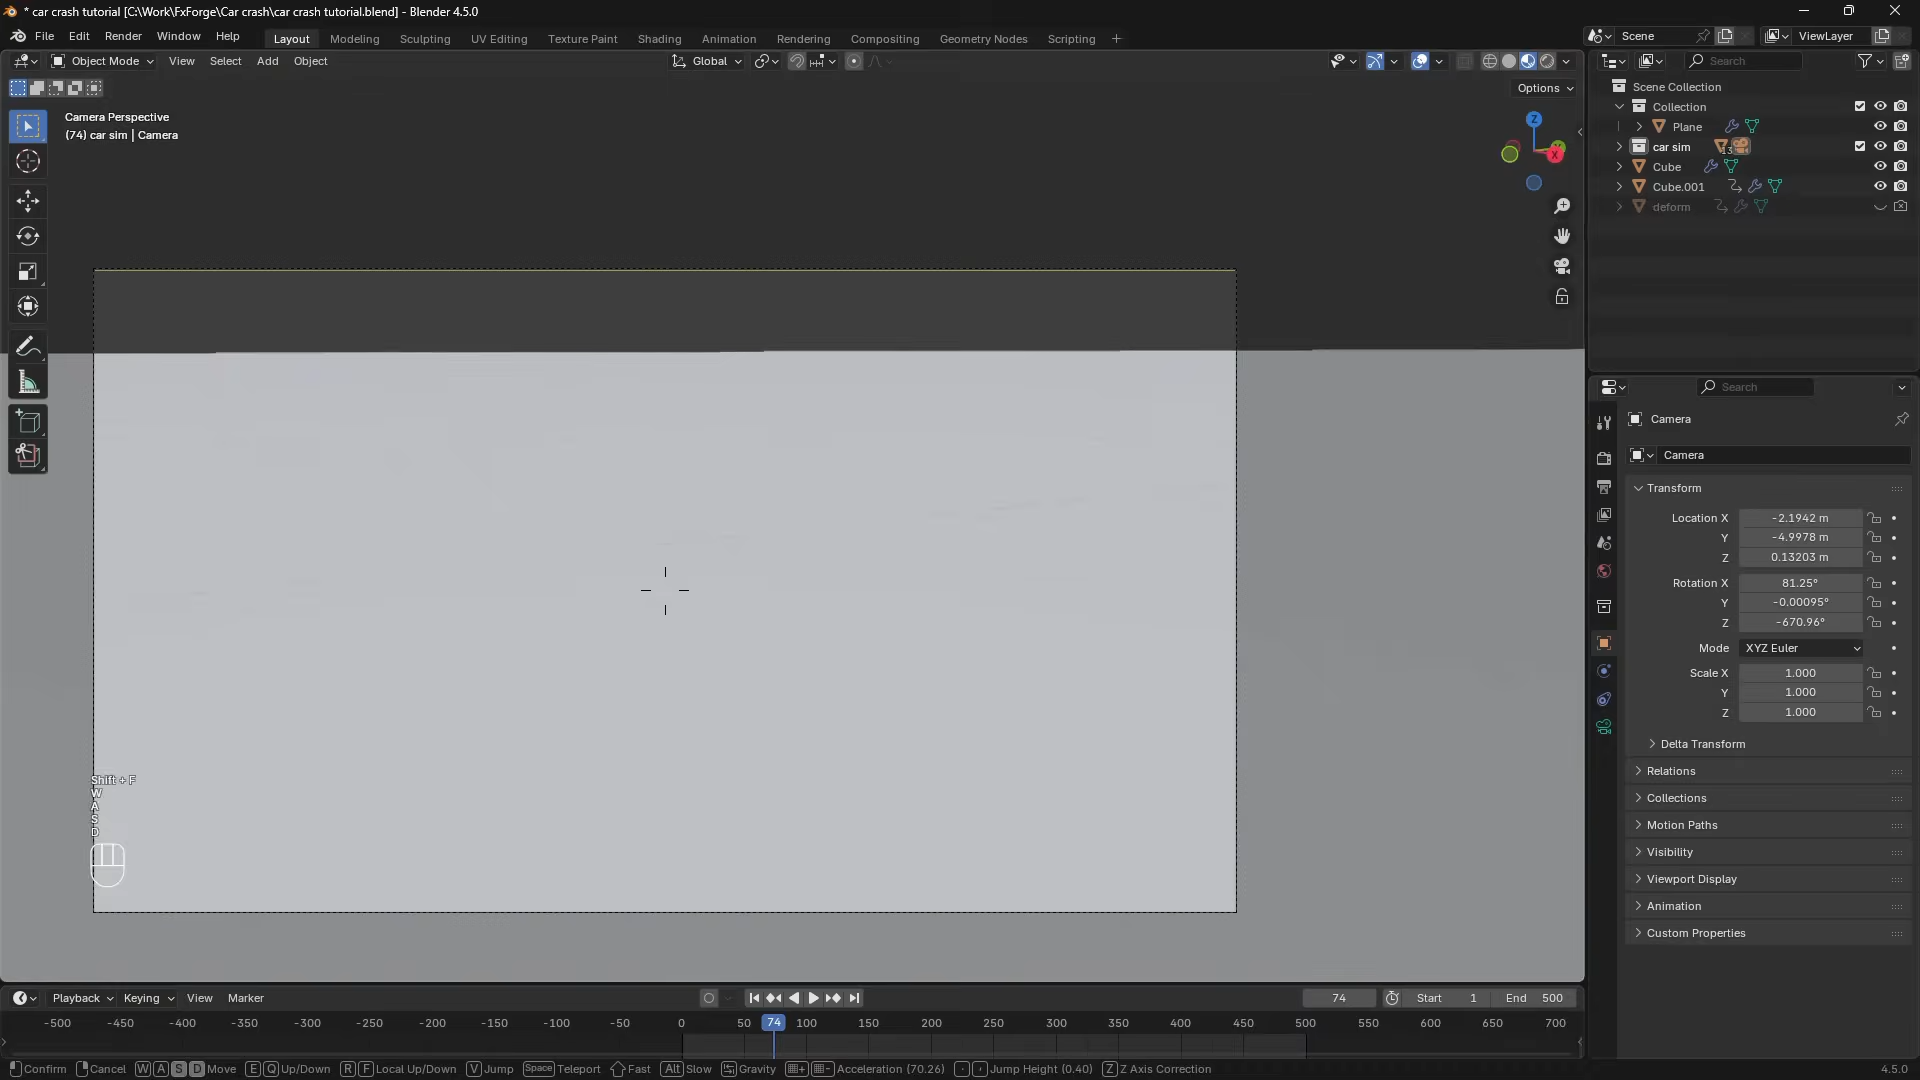 * car crash tutorial [C:\Work\FxForge\Car crash\car crash tutorial.blend] - Blender 4.5.0
File Edit Render Window Help Layout Modeling Sculpting UV Editing Texture Paint Shading Animation Rendering Compositing Geometry Nodes Scripting + Scene ViewLayer
Object Mode View Select Add Object Global Search
Options
Camera Perspective
(74) car sim | Camera
Z
X
Scene Collection
Collection
Plane
car sim 13
Cube
Cube.001
deform
Search
Camera
Camera
Transform
Location X -2.1942 m
Y -4.9978 m
Z 0.13203 m
Rotation X 81.25°
Y -0.00095°
Z -670.96°
Mode XYZ Euler
Scale X 1.000
Y 1.000
Z 1.000
Delta Transform
Relations
Collections
Motion Paths
Visibility
Viewport Display
Animation
Custom Properties
Shift + F
W
A
S
D
Playback Keying View Marker 74 Start 1 End 500
-500 -450 -400 -350 -300 -250 -200 -150 -100 -50 0 50 74 100 150 200 250 300 350 400 450 500 550 600 650 700
Confirm Cancel W A S D Move E Q Up/Down R F Local Up/Down V Jump Space Teleport Fast Alt Slow Gravity Acceleration (70.26) Jump Height (0.40) Z Z Axis Correction 4.5.0